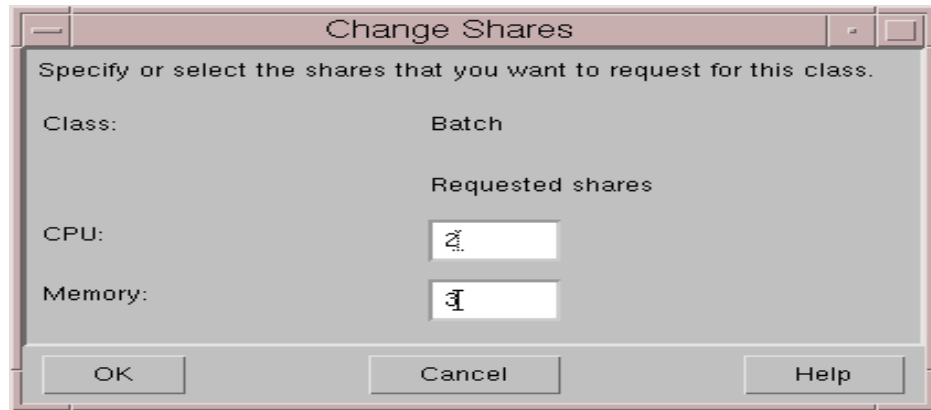 Change Shares
Specify or select the shares that you want to request for this class.
Class: Batch
Requested shares
CPU: 2
Memory: 3
OK Cancel Help